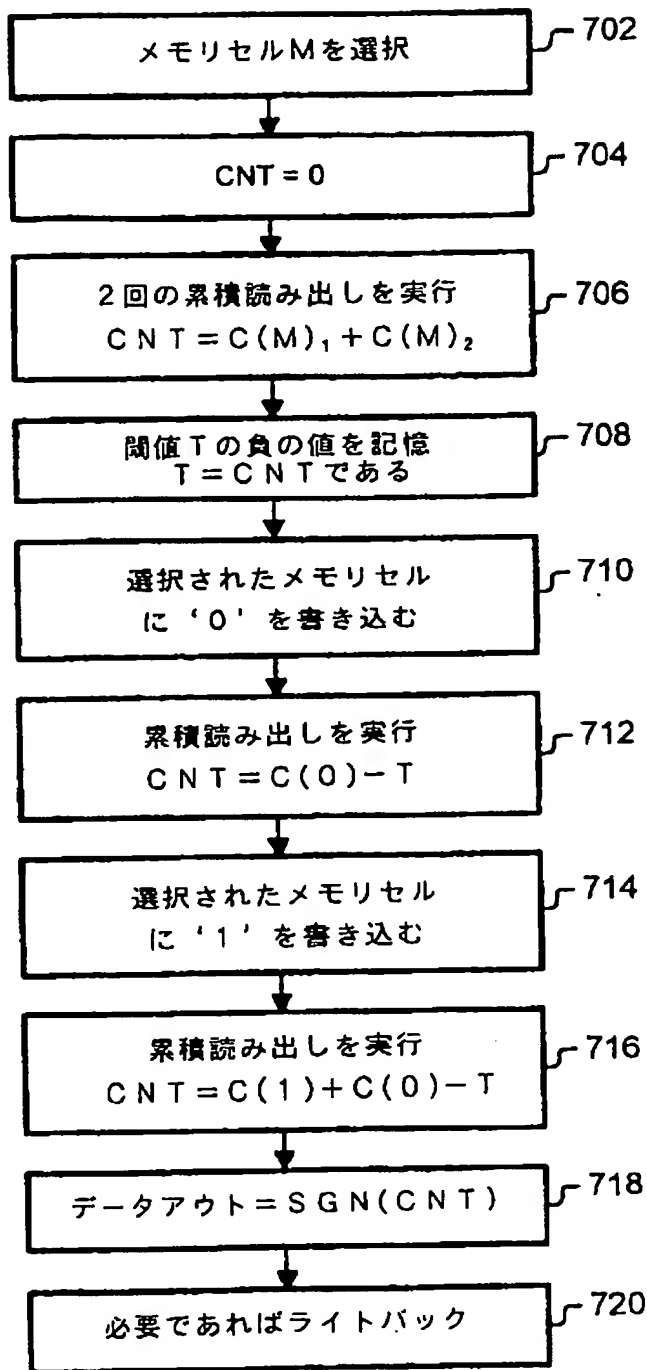 メモリセルMを選択
702
CNT=0
704
2回の累積読み出しを実行
CNT=C(M)₁+C(M)₂
706
閾値Tの負の値を記憶
T=CNTである
708
選択されたメモリセル
に‘0’を書き込む
710
累積読み出しを実行
CNT=C(0)-T
712
選択されたメモリセル
に‘1’を書き込む
714
累積読み出しを実行
CNT=C(1)+C(0)-T
716
データアウト=SGN(CNT)
718
必要であればライトバック
720